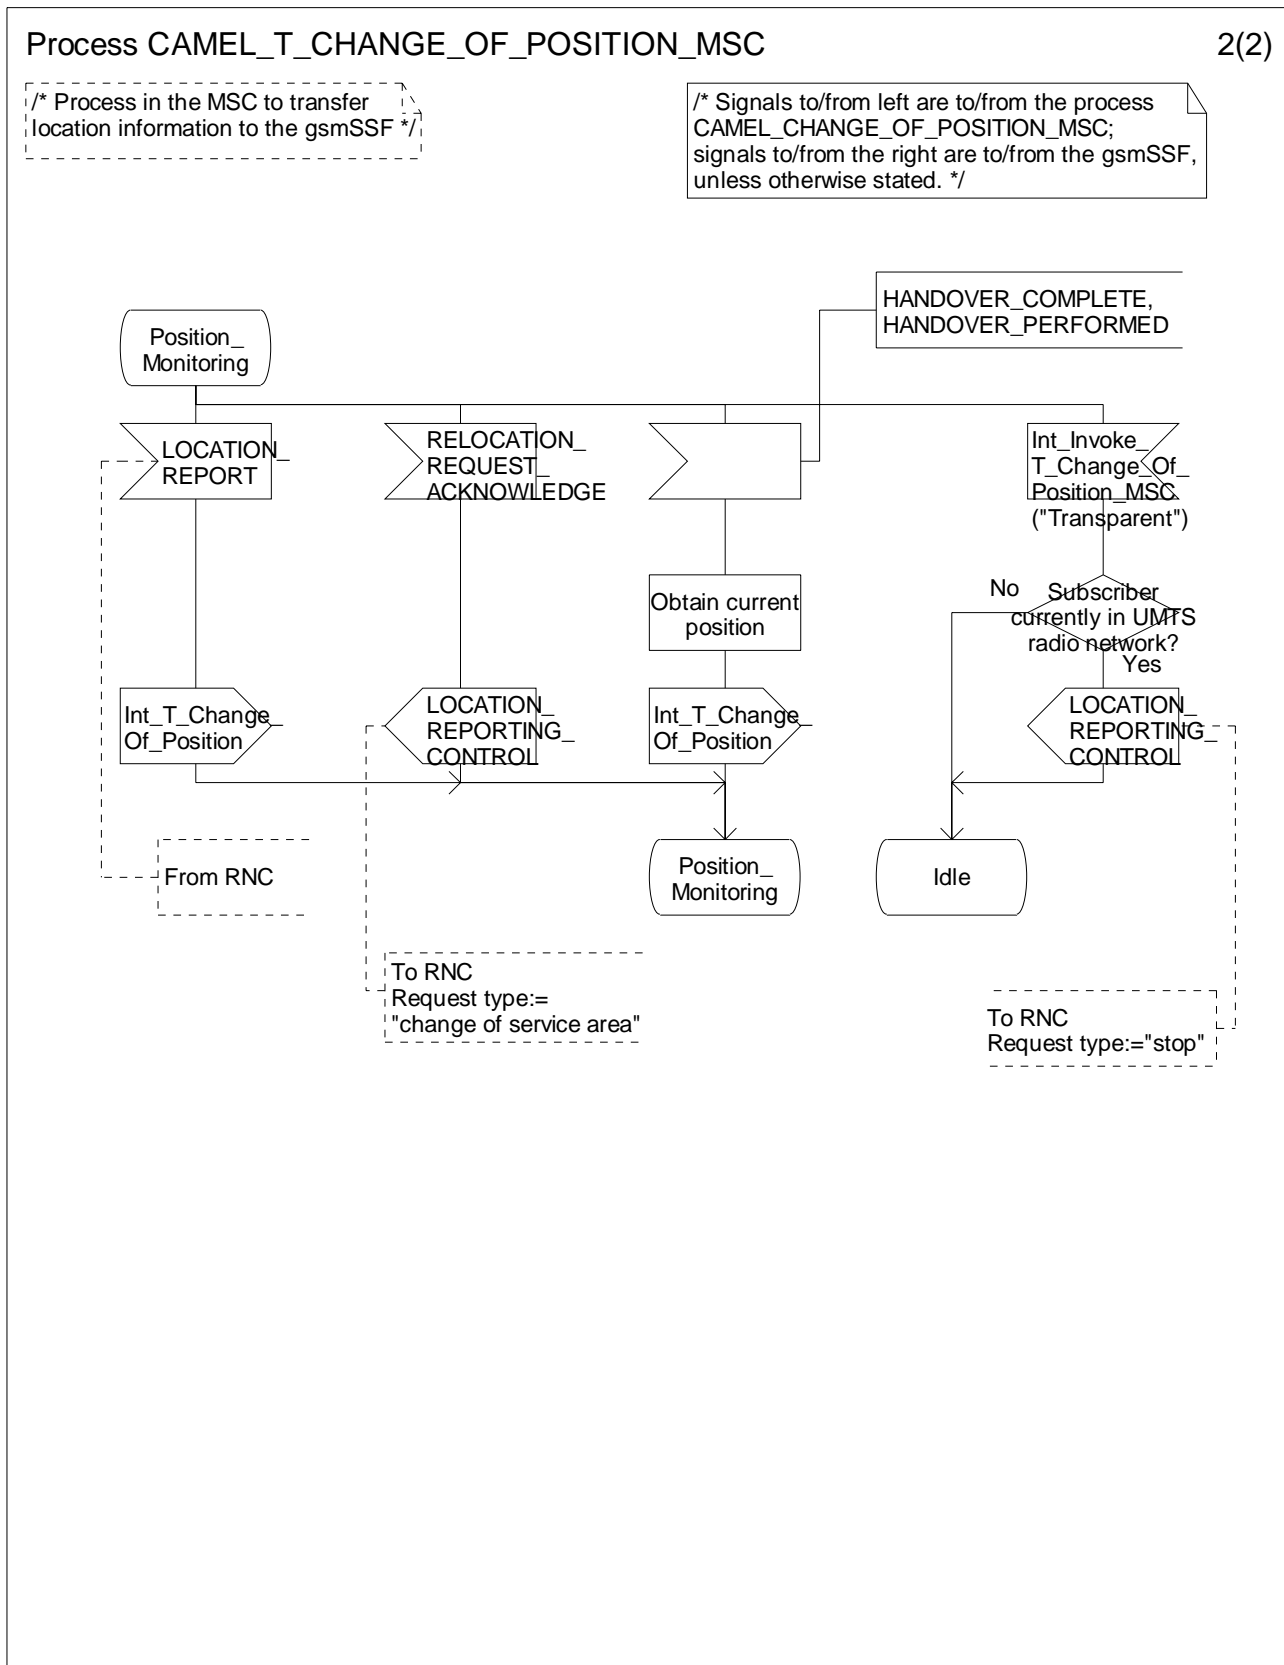 Process CAMEL_T_CHANGE_OF_POSITION_MSC
2(2)
/* Process in the MSC to transfer
location information to the gsmSSF */
/* Signals to/from left are to/from the process
CAMEL_CHANGE_OF_POSITION_MSC;
signals to/from the right are to/from the gsmSSF,
unless otherwise stated. */
HANDOVER_COMPLETE,
HANDOVER_PERFORMED
Position_
Monitoring
LOCATION_
REPORT
RELOCATION_
REQUEST_
ACKNOWLEDGE
Int_Invoke_
T_Change_Of_
Position_MSC
("Transparent")
Obtain current
position
No
Subscriber
currently in UMTS
radio network?
Yes
Int_T_Change_
Of_Position
LOCATION_
REPORTING_
CONTROL
Int_T_Change_
Of_Position
LOCATION_
REPORTING_
CONTROL
From RNC
Position_
Monitoring
Idle
To RNC
Request type:=
"change of service area"
To RNC
Request type:="stop"